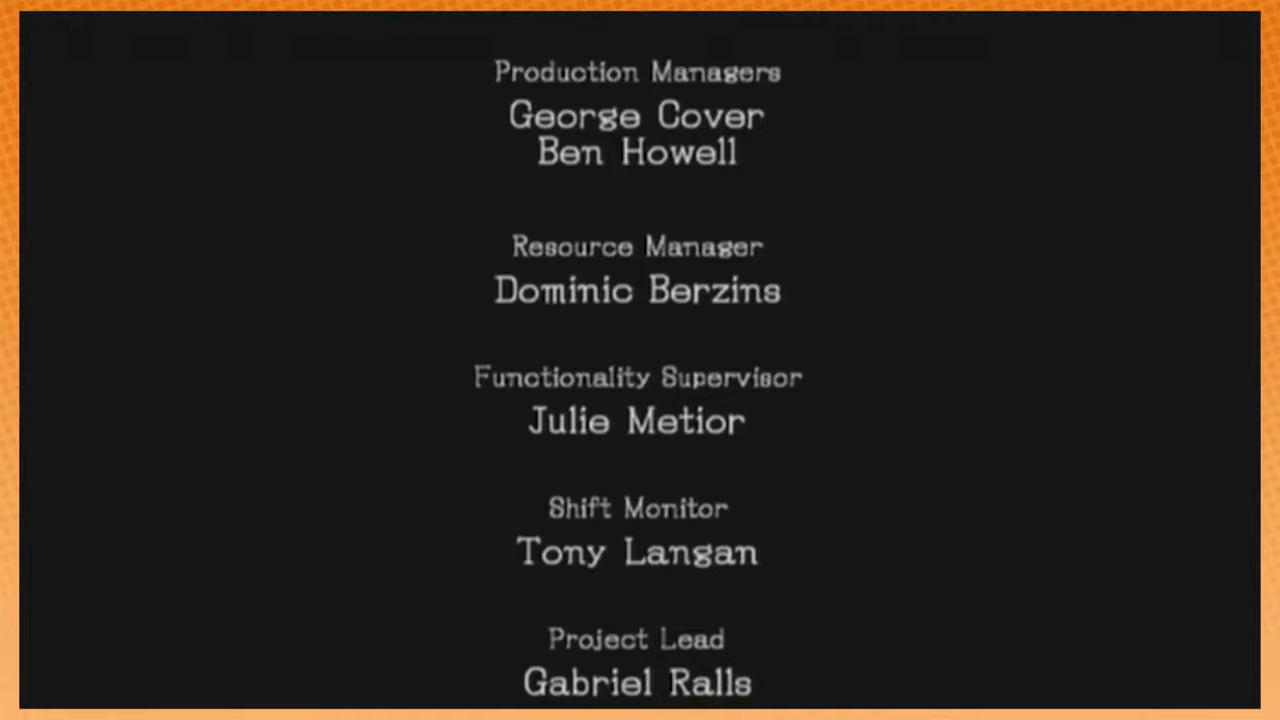 Production Managers
George Cover
Ben Howell
Resource Manager
Dominic Berzins
Functionality Supervisor
Julie Metior
Shift Monitor
Tony Langan
Project Lead
Gabriel Ralls